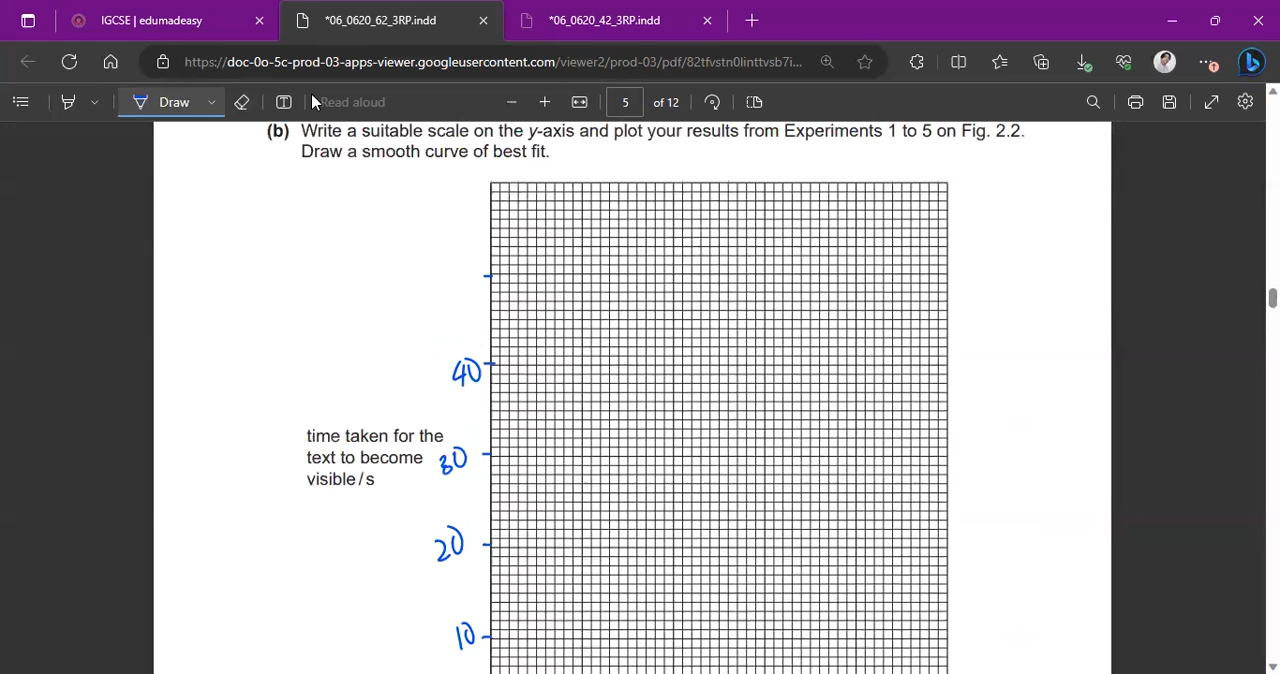 IGCSE | edumadeasy
*06_0620_62_3RP.indd
*06_0620_42_3RP.indd
https://doc-0o-5c-prod-03-apps-viewer.googleusercontent.com/viewer2/prod-03/pdf/82tfvstn0linttvsb7i...
Draw
Read aloud
5
of 12
(b) Write a suitable scale on the y-axis and plot your results from Experiments 1 to 5 on Fig. 2.2.
Draw a smooth curve of best fit.
40
time taken for the
text to become
visible/s
30
20
10